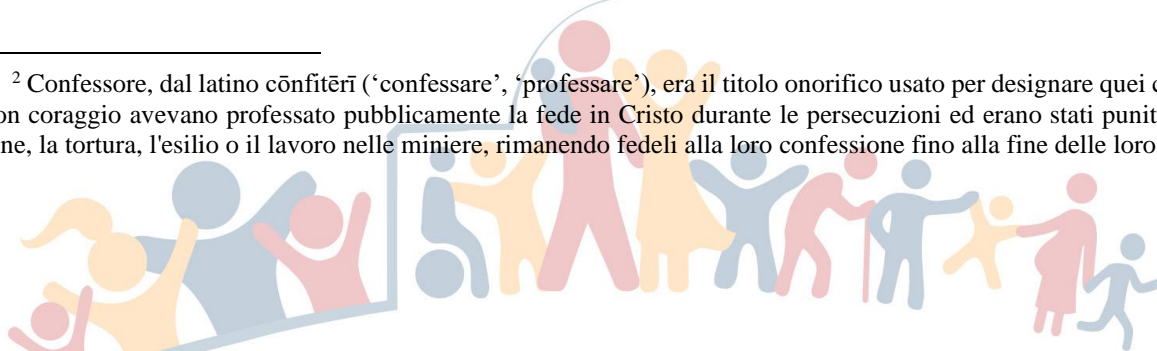 ² Confessore, dal latino cōnfitērī (‘confessare’, ‘professare’), era il titolo onorifico usato per designare quei
on coraggio avevano professato pubblicamente la fede in Cristo durante le persecuzioni ed erano stati punit
ne, la tortura, l'esilio o il lavoro nelle miniere, rimanendo fedeli alla loro confessione fino alla fine delle loro